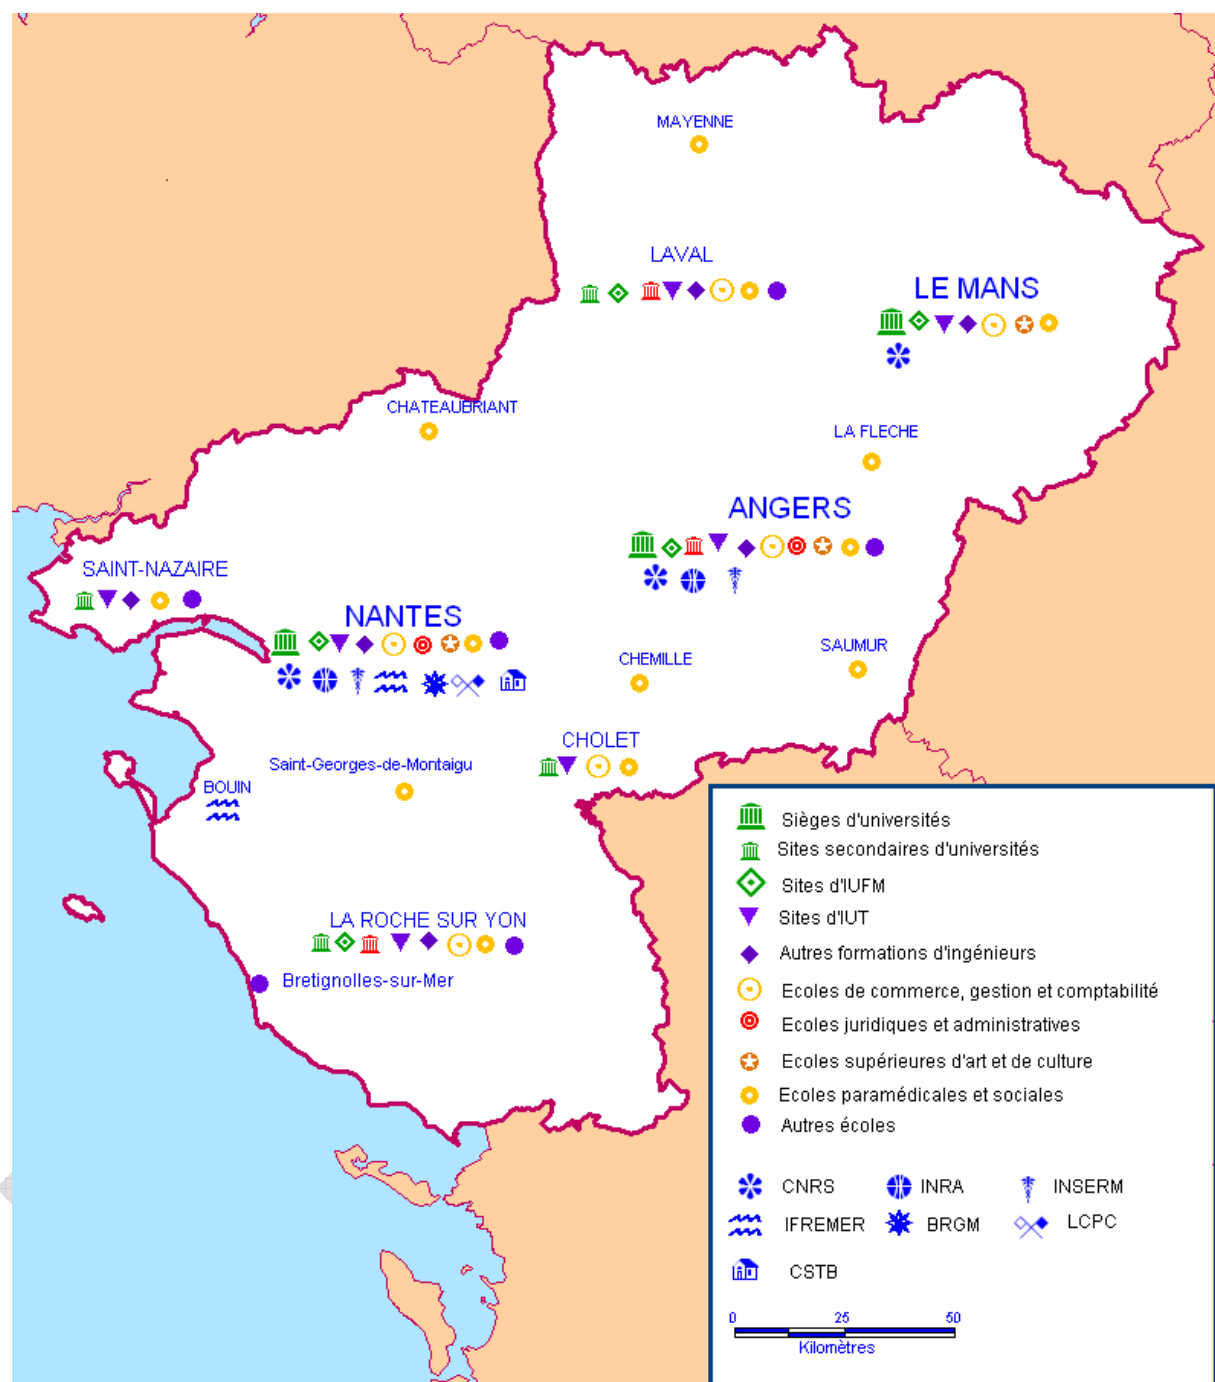 MAYENNE
LAVAL
LE MANS
CHATEAUBRIANT
LA FLECHE
ANGERS
SAINT-NAZAIRE
NANTES
CHEMILLE
SAUMUR
CHOLET
Saint-Georges-de-Montaigu
BOUIN
LA ROCHE SUR YON
Bretignolles-sur-Mer
Sièges d'universités
Sites secondaires d'universités
Sites d'IUFM
Sites d'IUT
Autres formations d'ingénieurs
Ecoles de commerce, gestion et comptabilité
Ecoles juridiques et administratives
Ecoles supérieures d'art et de culture
Ecoles paramédicales et sociales
Autres écoles
CNRS INRA INSERM
IFREMER BRGM LCPC
CSTB
0 25 50
Kilomètres